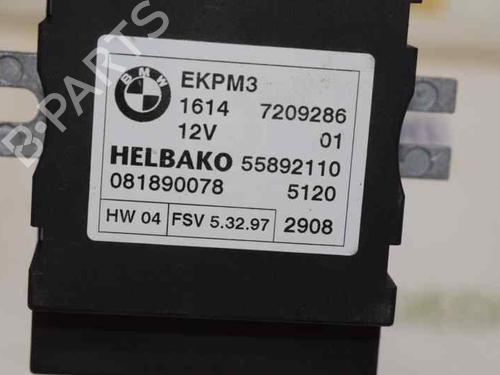 BMW
EKPM3
1614 7209286
12V 01
HELBAKO 55892110
081890078 5120
HW 04 FSV 5.32.97 2908
B-PARTS